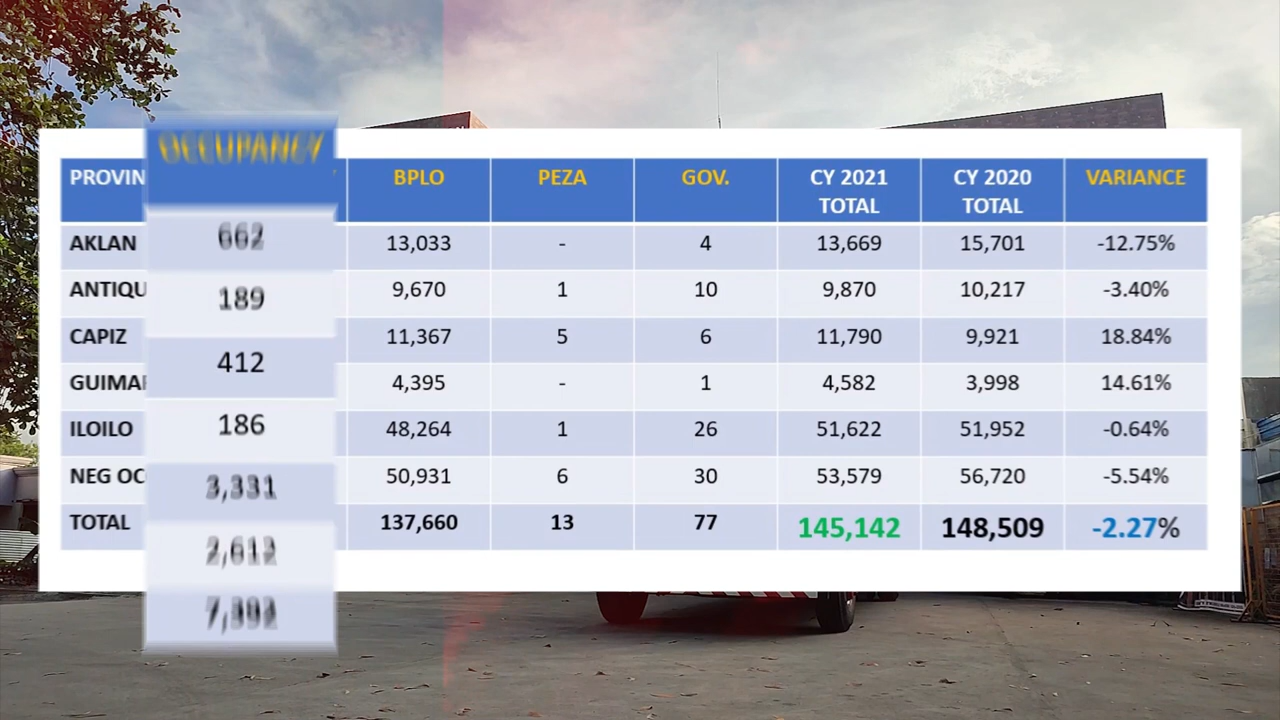 PROVIN OCCUPANCY BPLO PEZA GOV. CY 2021 TOTAL CY 2020 TOTAL VARIANCE
AKLAN 662 13,033 - 4 13,669 15,701 -12.75%
ANTIQU 189 9,670 1 10 9,870 10,217 -3.40%
CAPIZ 412 11,367 5 6 11,790 9,921 18.84%
GUIMA 186 4,395 - 1 4,582 3,998 14.61%
ILOILO 3,331 48,264 1 26 51,622 51,952 -0.64%
NEG OC 2,612 50,931 6 30 53,579 56,720 -5.54%
TOTAL 7,392 137,660 13 77 145,142 148,509 -2.27%